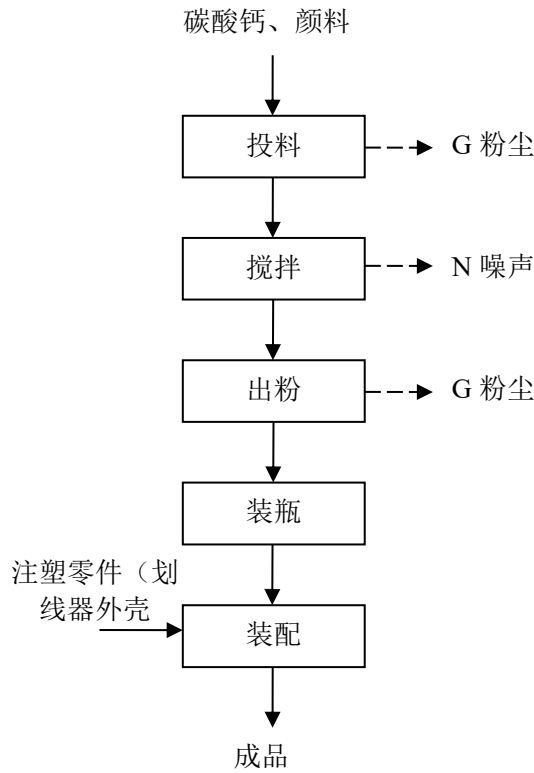 碳酸钙、颜料
投料
G 粉尘
搅拌
N 噪声
出粉
G 粉尘
装瓶
注塑零件（划
线器外壳
装配
成品